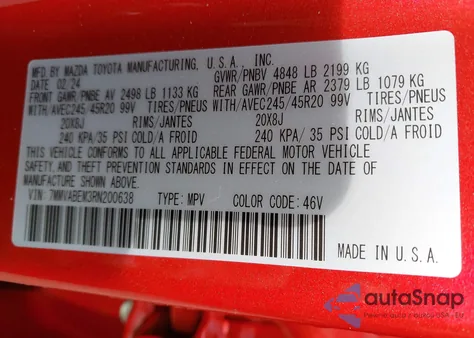 MFD BY MAZDA TOYOTA MANUFACTURING, U.S.A., INC.
DATE 02/24 GVWR/PNBV 4848 LB 2199 KG
FRONT GAWR/PNBE AV 2498 LB 1133 KG REAR GAWR/PNBE AR 2379 LB 1079 KG
WITH/AVEC245/45R20 99V TIRES/PNEUS WITH/AVEC245/45R20 99V TIRES/PNEUS
20X8J RIMS/JANTES 20X8J RIMS/JANTES
240 KPA/ 35 PSI COLD/A FROID 240 KPA/ 35 PSI COLD/A FROID
THIS VEHICLE CONFORMS TO ALL APPLICABLE FEDERAL MOTOR VEHICLE
SAFETY, AND THEFT PREVENTION STANDARDS IN EFFECT ON THE DATE OF
MANUFACTURE SHOWN ABOVE.
VIN: 7MMVABEM3RN200638 TYPE: MPV COLOR CODE: 46V
MADE IN U.S.A.
autoSnap